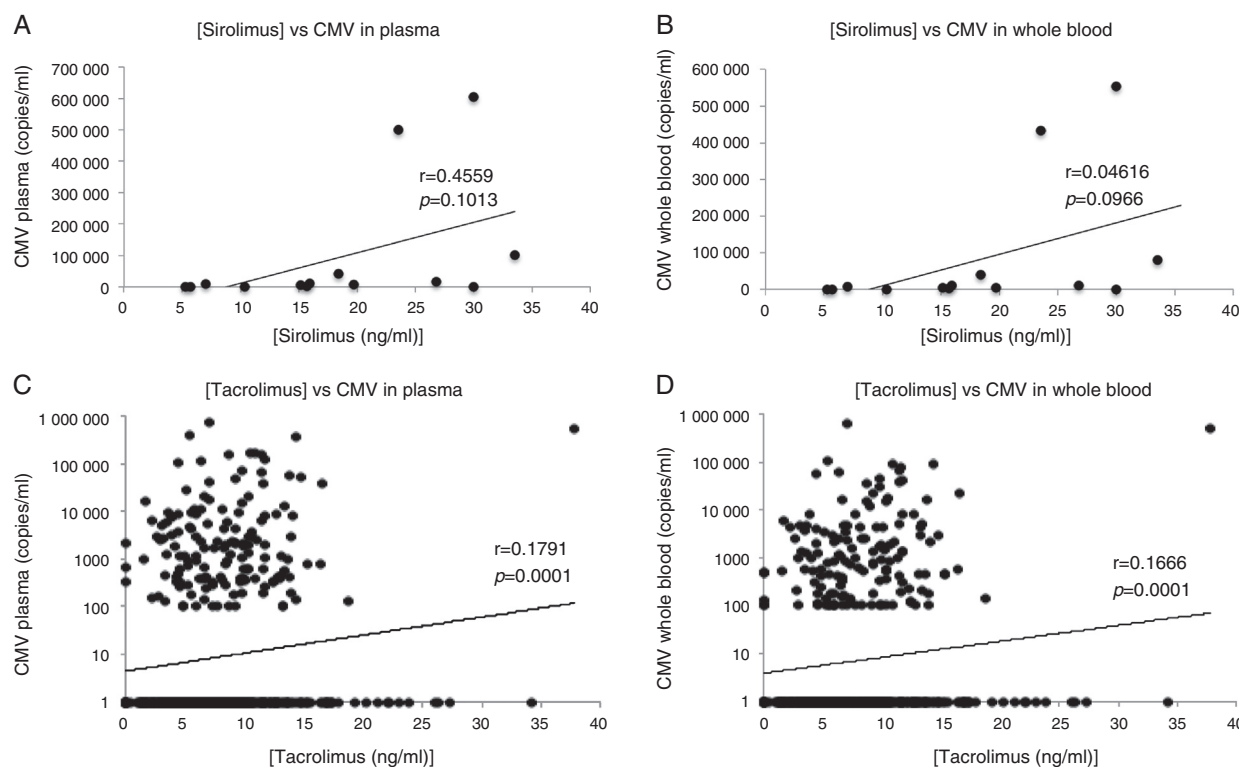 A
[Sirolimus] vs CMV in plasma
CMV plasma (copies/ml)
700 000
600 000
500 000
400 000
300 000
200 000
100 000
0
r=0.4559
p=0.1013
0 5 10 15 20 25 30 35 40
[Sirolimus (ng/ml)]
B
[Sirolimus] vs CMV in whole blood
CMV whole blood (copies/ml)
600 000
500 000
400 000
300 000
200 000
100 000
0
r=0.04616
p=0.0966
0 5 10 15 20 25 30 35 40
[Sirolimus (ng/ml)]
C
[Tacrolimus] vs CMV in plasma
CMV plasma (copies/ml)
1 000 000
100 000
10 000
1000
100
10
1
r=0.1791
p=0.0001
0 5 10 15 20 25 30 35 40
[Tacrolimus (ng/ml)]
D
[Tacrolimus] vs CMV in whole blood
CMV whole blood (copies/ml)
1 000 000
100 000
10 000
1000
100
10
1
r=0.1666
p=0.0001
0 5 10 15 20 25 30 35 40
[Tacrolimus (ng/ml)]